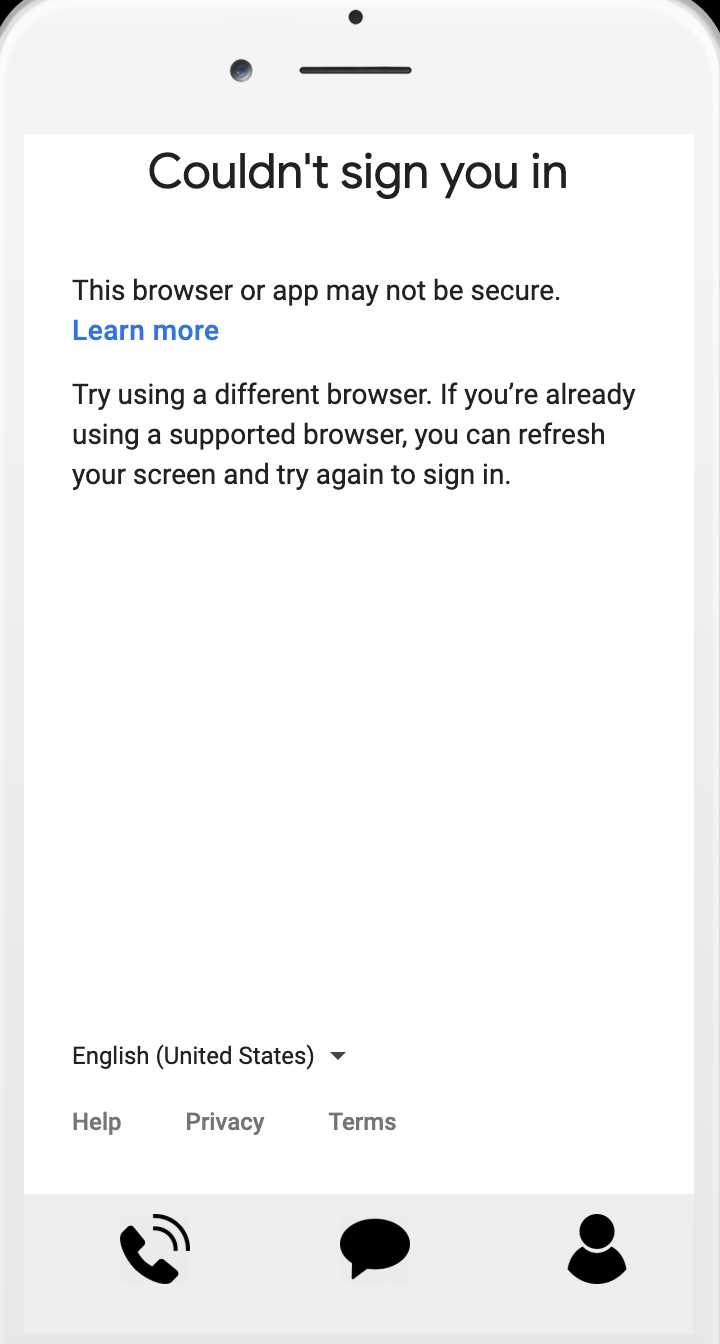 Couldn't sign you in
This browser or app may not be secure.
Learn more
Try using a different browser. If you’re already
using a supported browser, you can refresh
your screen and try again to sign in.
English (United States)
Help Privacy Terms